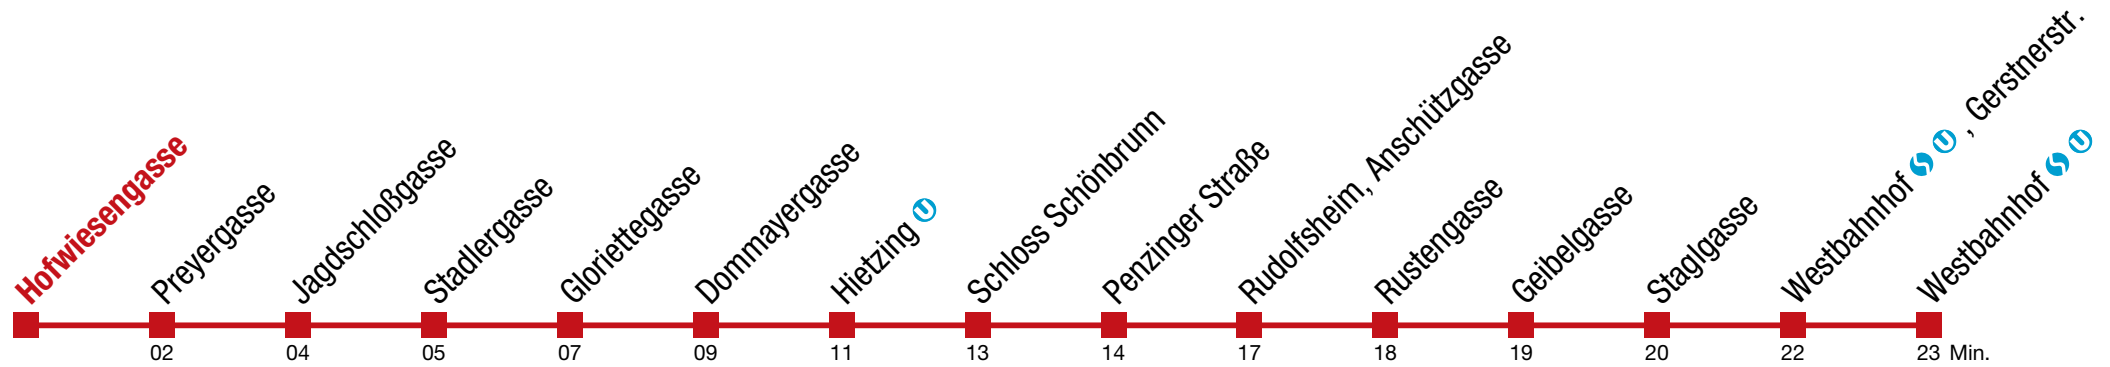 Hofwiesengasse
Preyergasse
Jagdschloßgasse
Stadlergasse
Gloriettegasse
Dommayergasse
Hietzing U
Schloss Schönbrunn
Penzinger Straße
Rudolfsheim, Anschützgasse
Rustengasse
Geibelgasse
Staglgasse
Westbahnhof S U, Gerstnerstr.
Westbahnhof S U
02 04 05 07 09 11 13 14 17 18 19 20 22 23 Min.